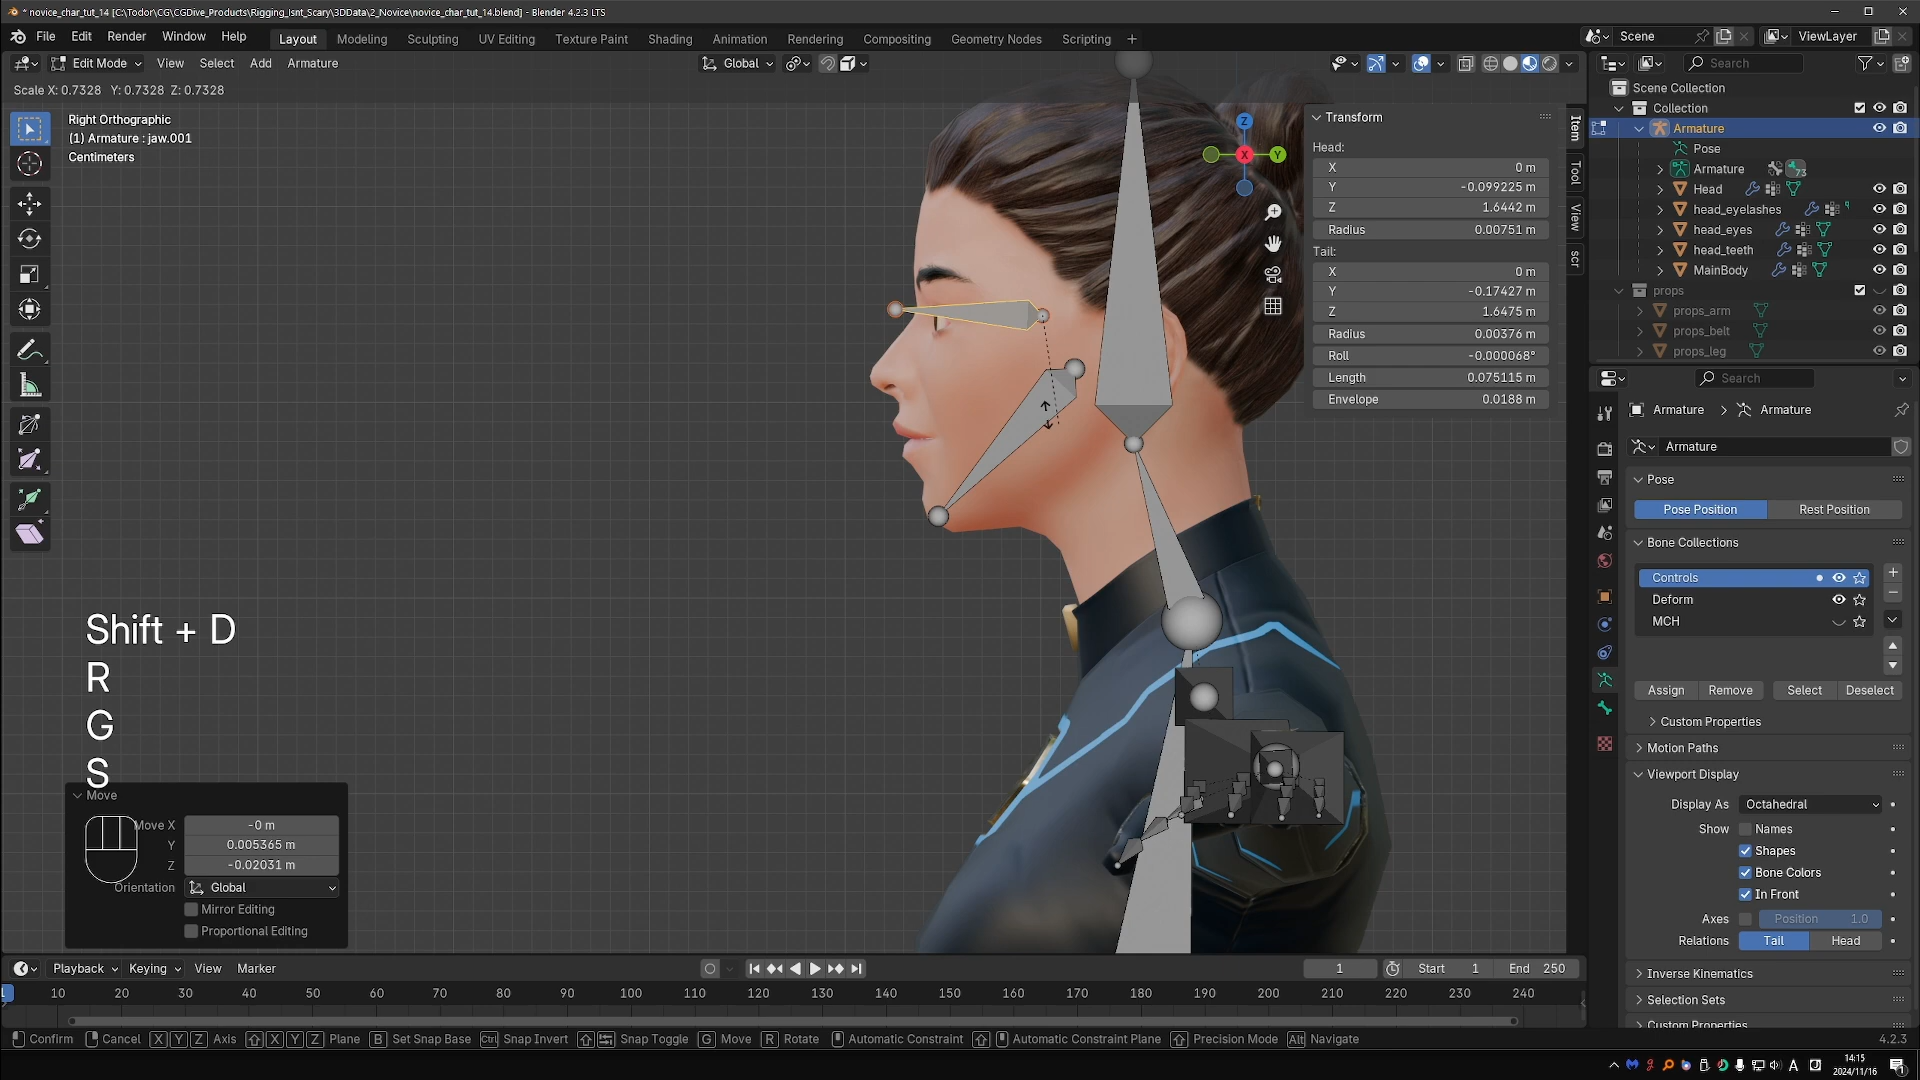 * novice_char_tut_14 [C:\Todor\CG\CGDive_Products\Rigging_Isnt_Scary\3DData\2_Novice\novice_char_tut_14.blend] - Blender 4.2.3 LTS
File Edit Render Window Help Layout Modeling Sculpting UV Editing Texture Paint Shading Animation Rendering Compositing Geometry Nodes Scripting +
Scene ViewLayer
Edit Mode View Select Add Armature Global
Search
Scale X: 0.7328 Y: 0.7328 Z: 0.7328
Right Orthographic
(1) Armature : jaw.001
Centimeters
Z
X
Y
Transform
Head:
X 0 m
Y -0.099225 m
Z 1.6442 m
Radius 0.00751 m
Tail:
X 0 m
Y -0.17427 m
Z 1.6475 m
Radius 0.00376 m
Roll -0.000068°
Length 0.075115 m
Envelope 0.0188 m
Item
Tool
View
scr
Scene Collection
Collection
Armature
Pose
Armature 73
Head
head_eyelashes
head_eyes
head_teeth
MainBody
props
props_arm
props_belt
props_leg
Search
Armature > Armature
Armature
Pose
Pose Position Rest Position
Bone Collections
Controls
Deform
MCH
Assign Remove Select Deselect
Custom Properties
Motion Paths
Viewport Display
Display As Octahedral
Show Names
Shapes
Bone Colors
In Front
Axes Position 1.0
Relations Tail Head
Inverse Kinematics
Selection Sets
Custom Properties
Shift + D
R
G
S
Move
Move X -0 m
Y 0.005365 m
Z -0.02031 m
Orientation Global
Mirror Editing
Proportional Editing
Playback Keying View Marker 1 Start 1 End 250
1 10 20 30 40 50 60 70 80 90 100 110 120 130 140 150 160 170 180 190 200 210 220 230 240
Confirm Cancel X Y Z Axis X Y Z Plane B Set Snap Base Ctrl Snap Invert Snap Toggle G Move R Rotate Automatic Constraint Automatic Constraint Plane Precision Mode Alt Navigate 4.2.3
A 14:15
2024/11/16